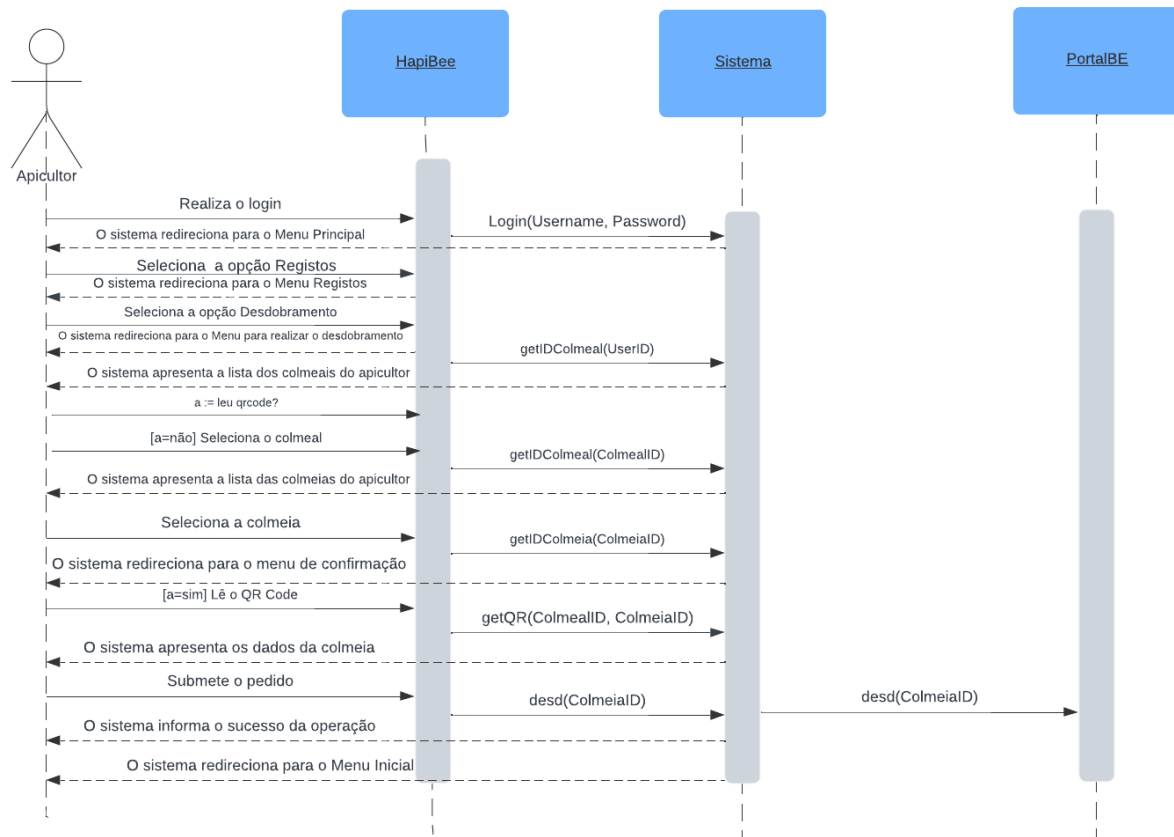 HapiBee
Sistema
PortalBE
Apicultor
Realiza o login
Login(Username, Password)
O sistema redireciona para o Menu Principal
Seleciona a opção Registos
O sistema redireciona para o Menu Registos
Seleciona a opção Desdobramento
O sistema redireciona para o Menu para realizar o desdobramento
getIDColmeal(UserID)
O sistema apresenta a lista dos colmeais do apicultor
a := leu qrcode?
[a=não] Seleciona o colmeal
getIDColmeal(ColmealID)
O sistema apresenta a lista das colmeias do apicultor
Seleciona a colmeia
getIDColmeia(ColmeiaID)
O sistema redireciona para o menu de confirmação
[a=sim] Lê o QR Code
getQR(ColmealID, ColmeiaID)
O sistema apresenta os dados da colmeia
Submete o pedido
desd(ColmeiaID)
desd(ColmeiaID)
O sistema informa o sucesso da operação
O sistema redireciona para o Menu Inicial